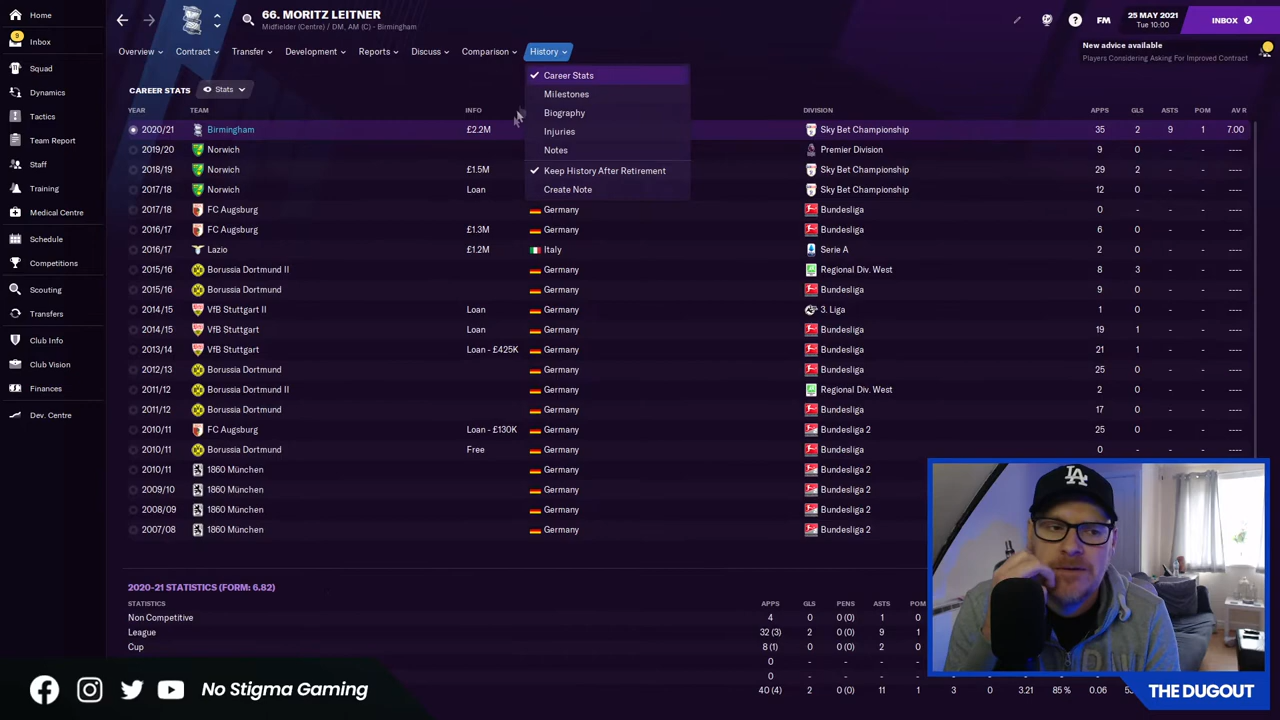 66. MORITZ LEITNER
Midfielder (Centre) / DM, AM (C) - Birmingham
FM
25 MAY 2021
Tue 10:00
INBOX
Overview Contract Transfer Development Reports Discuss Comparison History
New advice available
Players Considering Asking For Improved Contract
Home
9
Inbox
Squad
Dynamics
Tactics
Team Report
Staff
Training
Medical Centre
Schedule
Competitions
Scouting
Transfers
Club Info
Club Vision
Finances
Dev. Centre
Career Stats
Milestones
Biography
Injuries
Notes
Keep History After Retirement
Create Note
CAREER STATS Stats
YEAR TEAM INFO DIVISION APPS GLS ASTS POM AV R
2020/21 Birmingham £2.2M Sky Bet Championship 35 2 9 1 7.00
2019/20 Norwich Premier Division 9 0 - - ----
2018/19 Norwich £1.5M Sky Bet Championship 29 2 - - ----
2017/18 Norwich Loan Sky Bet Championship 12 0 - - ----
2017/18 FC Augsburg Germany Bundesliga 0 - - - ----
2016/17 FC Augsburg £1.3M Germany Bundesliga 6 0 - - ----
2016/17 Lazio £1.2M Italy Serie A 2 0 - - ----
2015/16 Borussia Dortmund II Germany Regional Div. West 8 3 - - ----
2015/16 Borussia Dortmund Germany Bundesliga 9 0 - - ----
2014/15 VfB Stuttgart II Loan Germany 3. Liga 1 0 - - ----
2014/15 VfB Stuttgart Loan Germany Bundesliga 19 1 - - ----
2013/14 VfB Stuttgart Loan - £425K Germany Bundesliga 21 1 - - ----
2012/13 Borussia Dortmund Germany Bundesliga 25 0 - - ----
2011/12 Borussia Dortmund II Germany Regional Div. West 2 0 - - ----
2011/12 Borussia Dortmund Germany Bundesliga 17 0 - - ----
2010/11 FC Augsburg Loan - £130K Germany Bundesliga 2 25 0 - - ----
2010/11 Borussia Dortmund Free Germany Bundesliga 0 - - - ----
2010/11 1860 München Germany Bundesliga 2
2009/10 1860 München Germany Bundesliga 2
2008/09 1860 München Germany Bundesliga 2
2007/08 1860 München Germany Bundesliga 2
2020-21 STATISTICS (FORM: 6.82)
STATISTICS APPS GLS PENS ASTS POM
Non Competitive 4 0 0 (0) 1 0
League 32 (3) 2 0 (0) 9 1
Cup 8 (1) 0 0 (0) 2 0
0 - - - -
0 - - - -
40 (4) 2 0 (0) 11 1 3 0 3.21 85 % 0.06
LA
No Stigma Gaming
THE DUGOUT